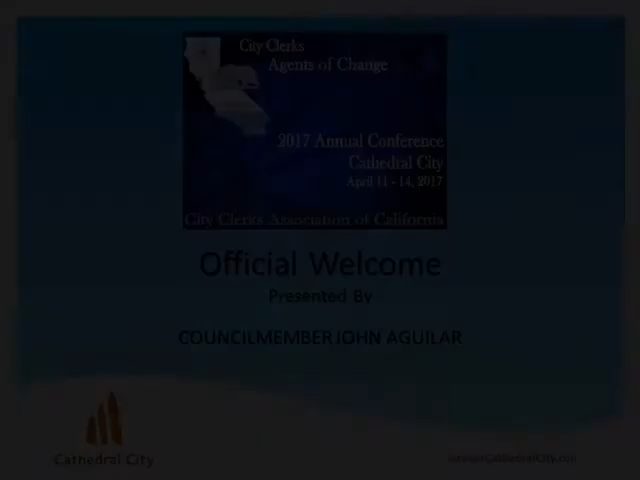 City Clerks
Agents of Change
2017 Annual Conference
Cathedral City
April 11 - 14, 2017
City Clerks Association of California
Official Welcome
Presented By
COUNCILMEMBER JOHN AGUILAR
Cathedral City